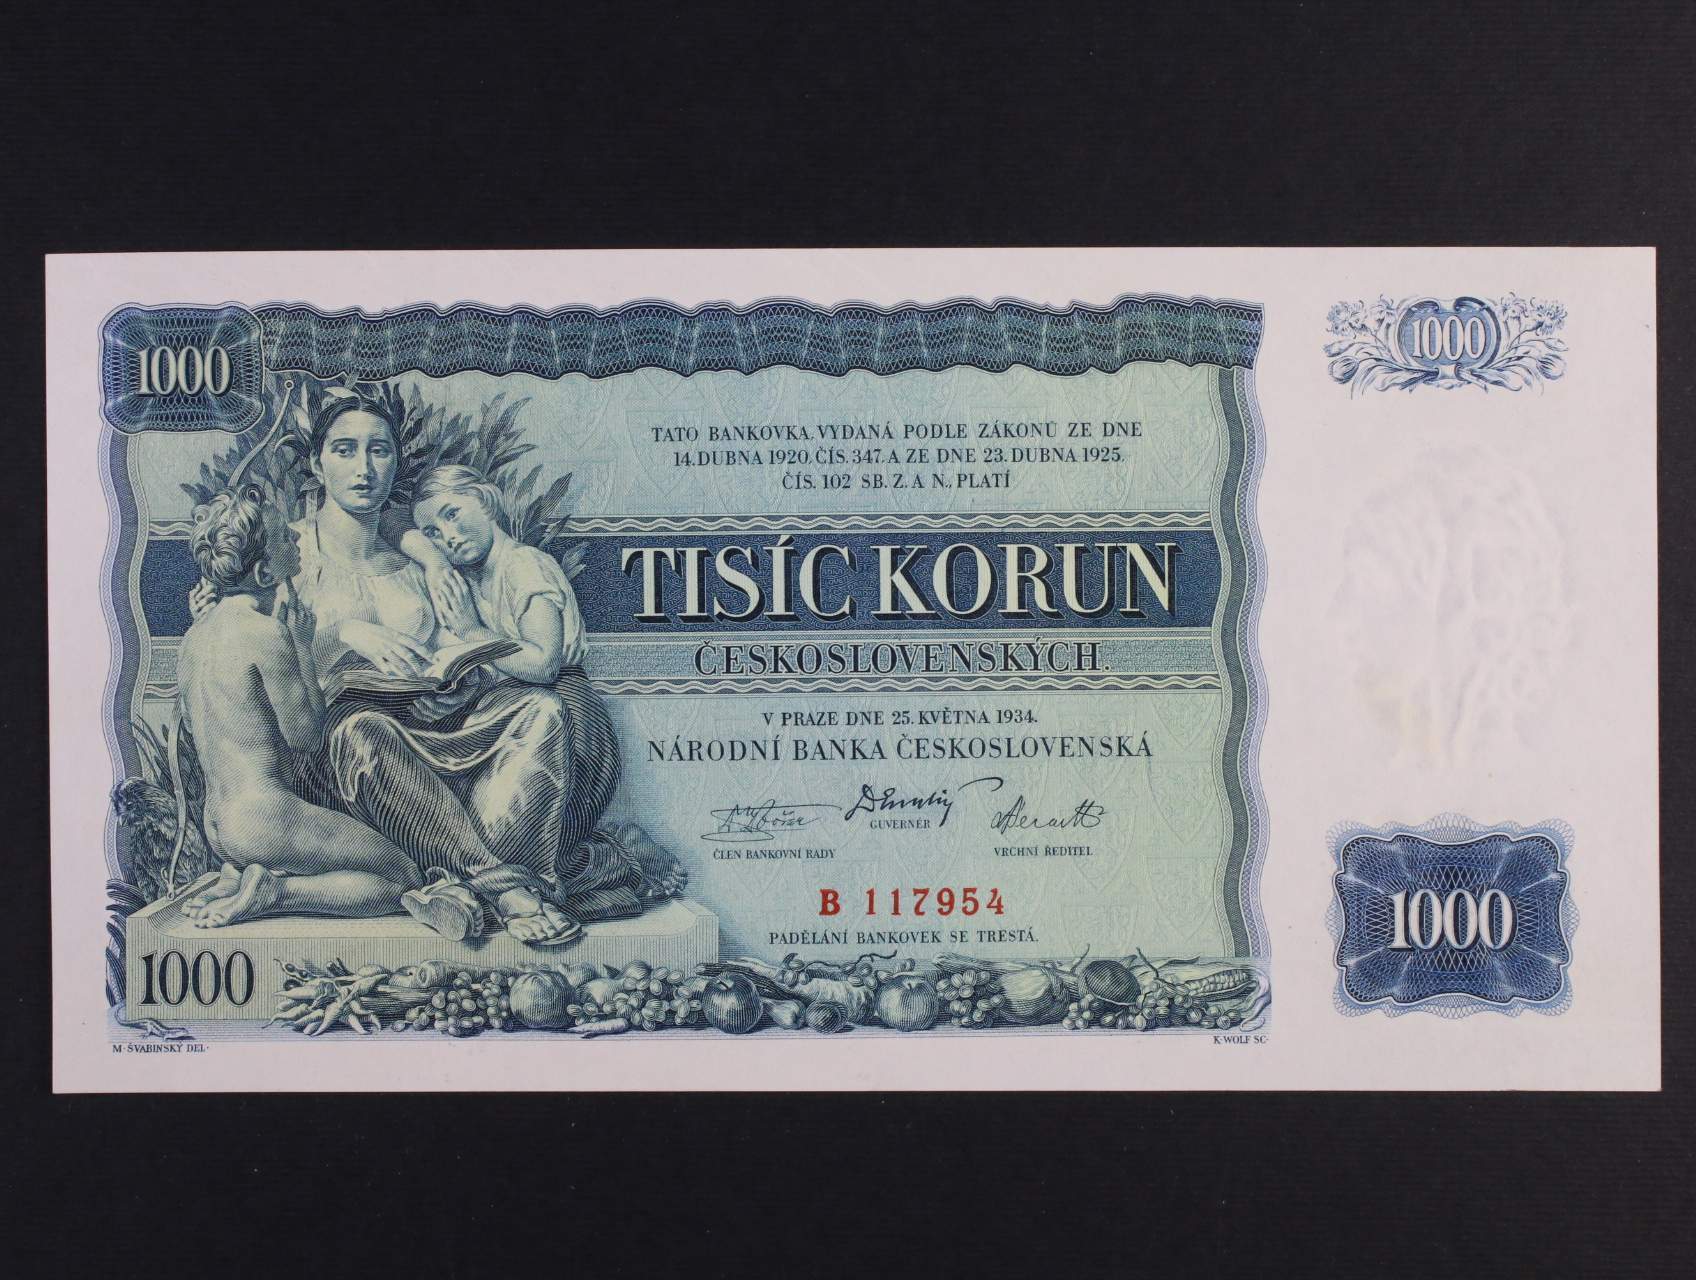 1000
1000
TATO BANKOVKA, VYDANÁ PODLE ZÁKONŮ ZE DNE
14. DUBNA 1920, ČÍS. 347. A ZE DNE 23. DUBNA 1925,
ČÍS. 102 SB. Z. A N., PLATÍ
TISÍC KORUN
ČESKOSLOVENSKÝCH.
V PRAZE DNE 25. KVĚTNA 1934.
NÁRODNÍ BANKA ČESKOSLOVENSKÁ
GUVERNÉR
ČLEN BANKOVNÍ RADY
VRCHNÍ ŘEDITEL
B 117954
PADĚLÁNÍ BANKOVEK SE TRESTÁ.
1000
1000
M·ŠVABINSKÝ DEL·
K·WOLF SC·